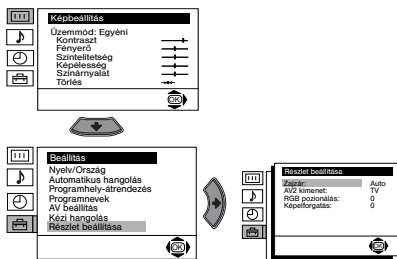 Képbeállítás
Üzemmód: Egyéni
Kontraszt
Fényerő
Színtelítetség
Képélesség
Színárnyalat
Törlés
OK
Beállítás
Nyelv/Ország
Automatikus hangolás
Programhely-átrendezés
Programnevek
AV beállítás
Kézi hangolás
Részlet beállítása
OK
Részlet beállítása
Zajzár: Auto
AV2 kimenet: TV
RGB pozionálás: 0
Képelforgatás: 0
OK